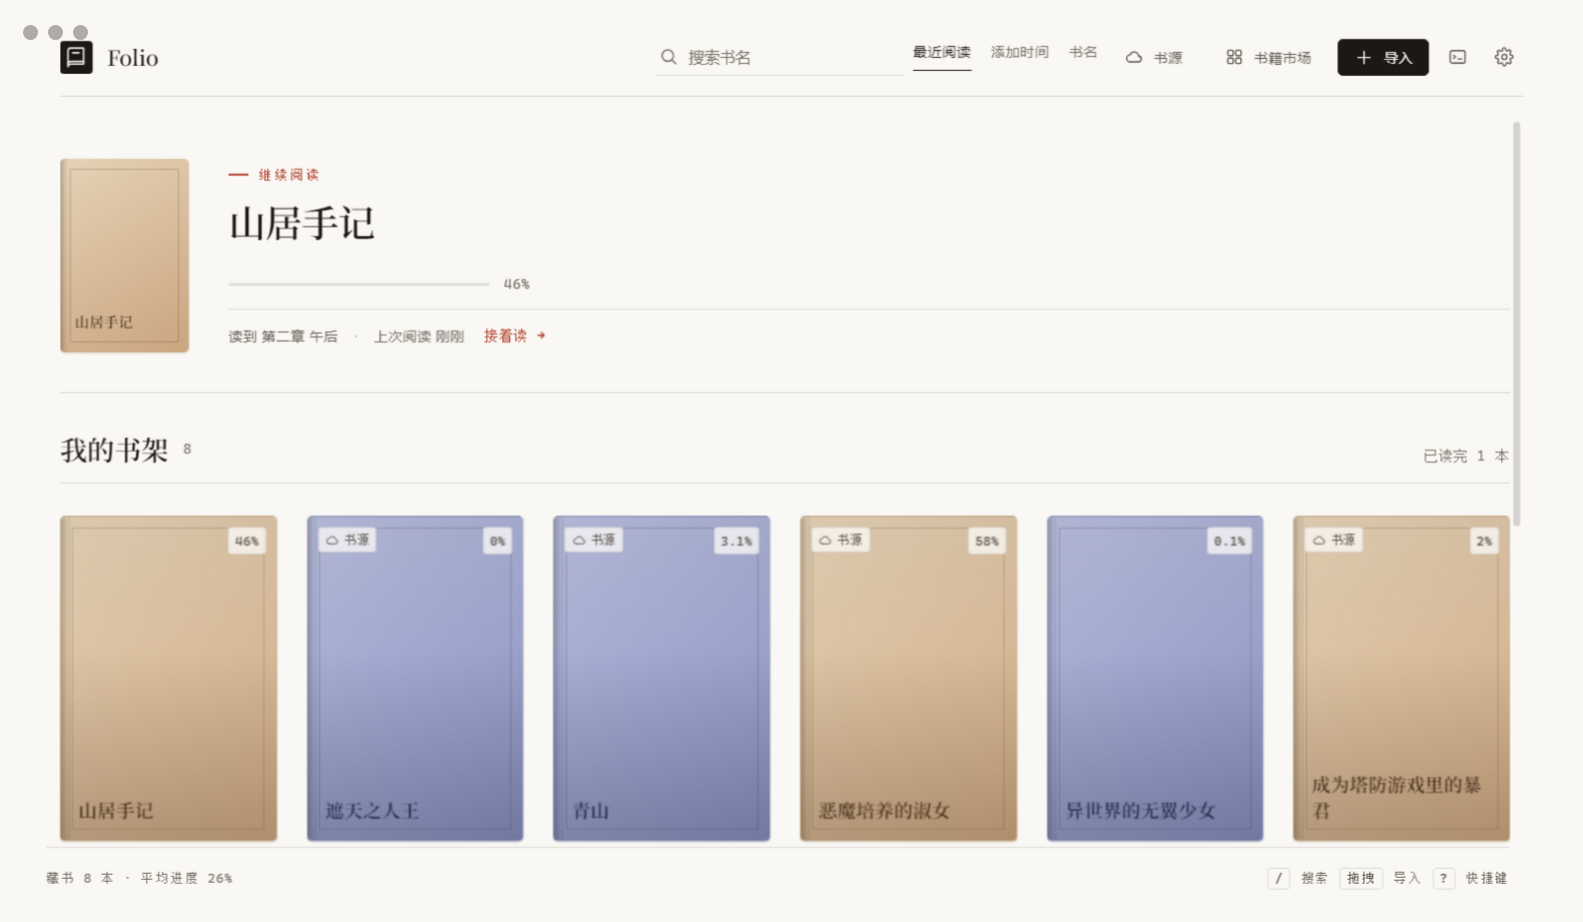 Folio
搜索书名
最近阅读 添加时间 书名 书源 书籍市场 导入
继续阅读
山居手记
山居手记
46%
读到 第二章 午后 · 上次阅读 刚刚 接着读 →
我的书架 8
已读完 1 本
46%
山居手记
书源 0%
遮天之人王
书源 3.1%
青山
书源 58%
恶魔培养的淑女
0.1%
异世界的无翼少女
书源 2%
成为塔防游戏里的暴
君
藏书 8 本 · 平均进度 26%
/ 搜索 拖拽 导入 ? 快捷键